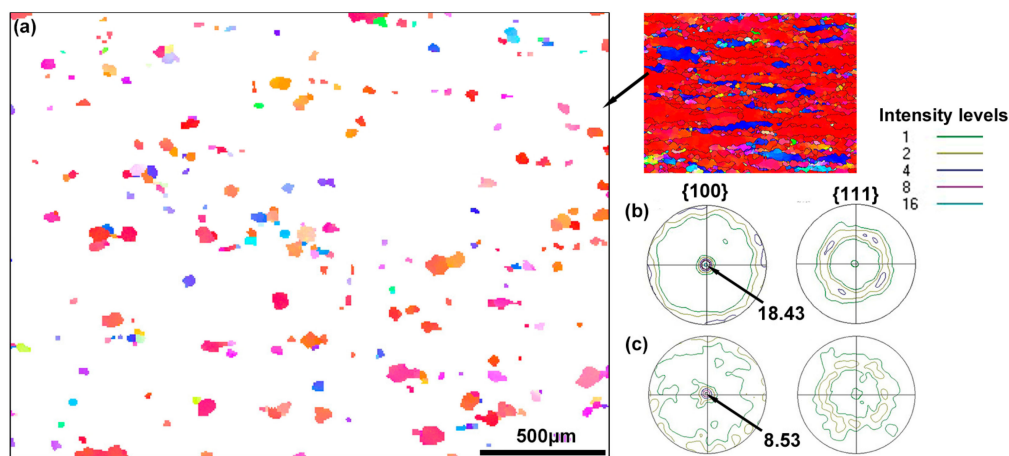 (a)
500µm
Intensity levels
1
2
4
8
16
{100}
{111}
(b)
18.43
(c)
8.53